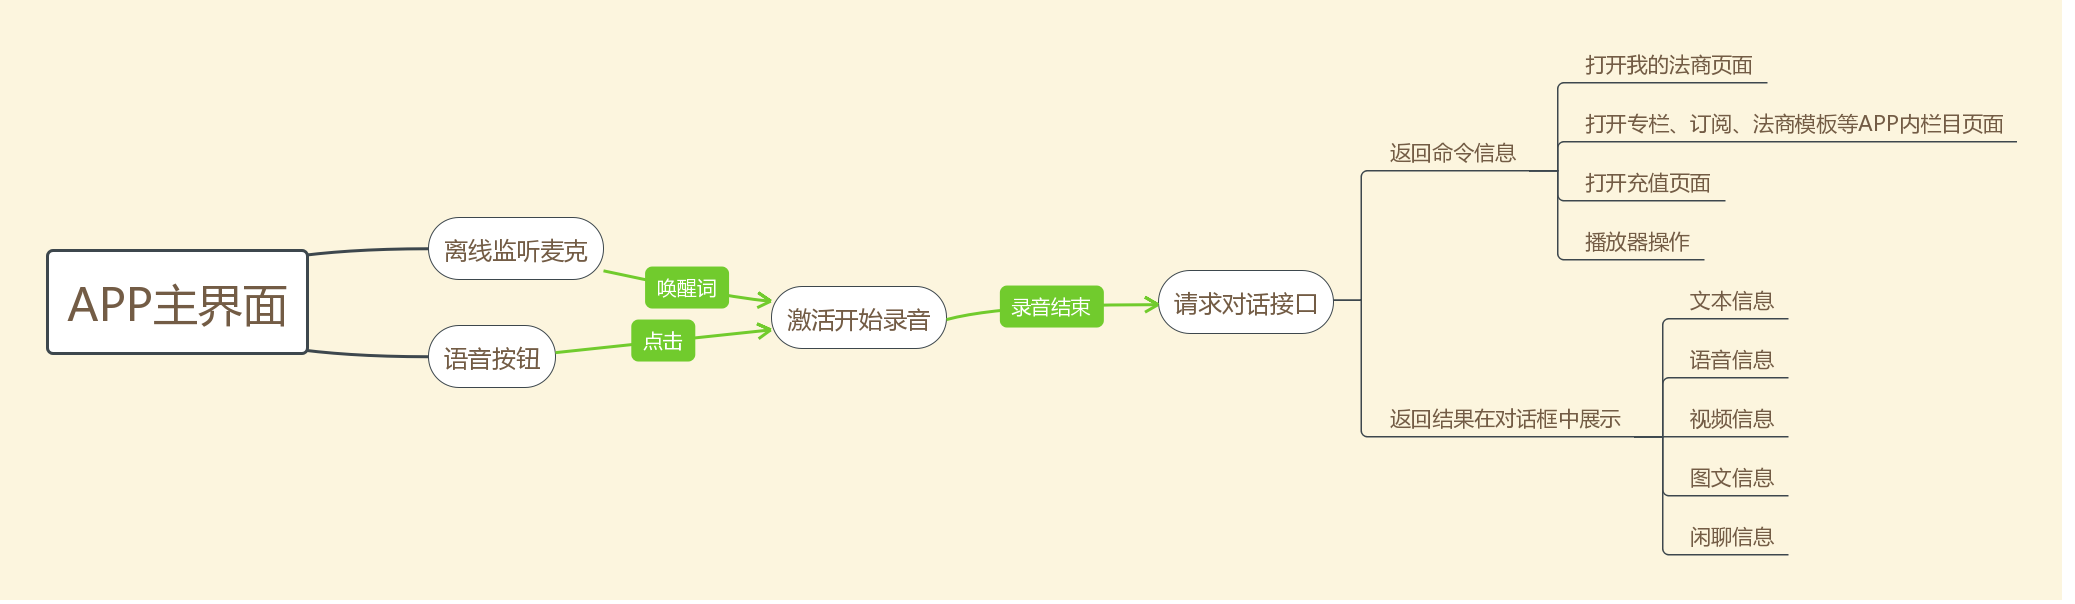 APP主界面
离线监听麦克
语音按钮
唤醒词
点击
激活开始录音
录音结束
请求对话接口
返回命令信息
打开我的法商页面
打开专栏、订阅、法商模板等APP内栏目页面
打开充值页面
播放器操作
返回结果在对话框中展示
文本信息
语音信息
视频信息
图文信息
闲聊信息